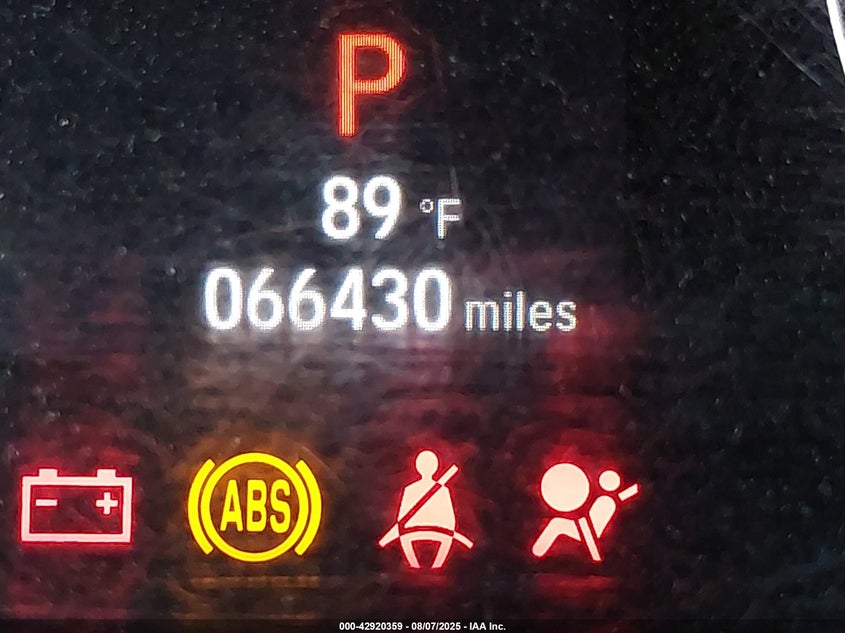 P
89 °F
066430 miles
- +
ABS
000-42920359 - 08/07/2025 - IAA Inc.